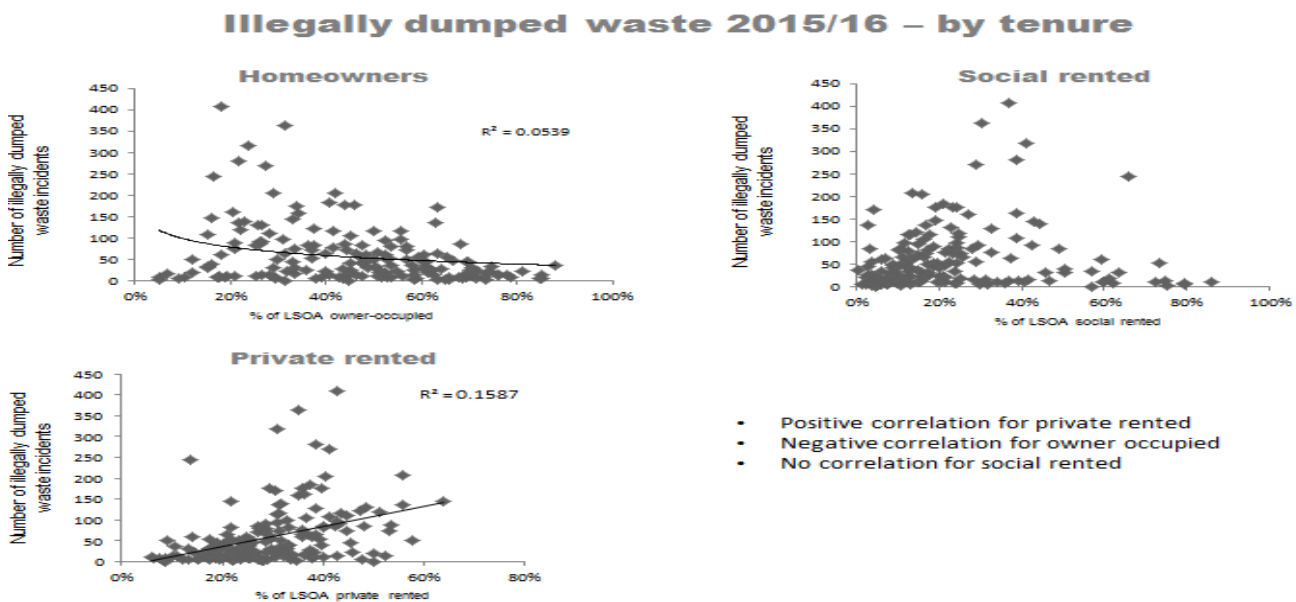 Illegally dumped waste 2015/16 – by tenure
Homeowners
Number of illegally dumped
waste incidents
450
400
350
300
250
200
150
100
50
0
R² = 0.0539
0% 20% 40% 60% 80% 100%
% of LSOA owner-occupied
Social rented
Number of illegally dumped
waste incidents
450
400
350
300
250
200
150
100
50
0
0% 20% 40% 60% 80% 100%
% of LSOA social rented
Private rented
Number of illegally dumped
waste incidents
450
400
350
300
250
200
150
100
50
0
R² = 0.1587
0% 20% 40% 60% 80%
% of LSOA private rented
• Positive correlation for private rented
• Negative correlation for owner occupied
• No correlation for social rented